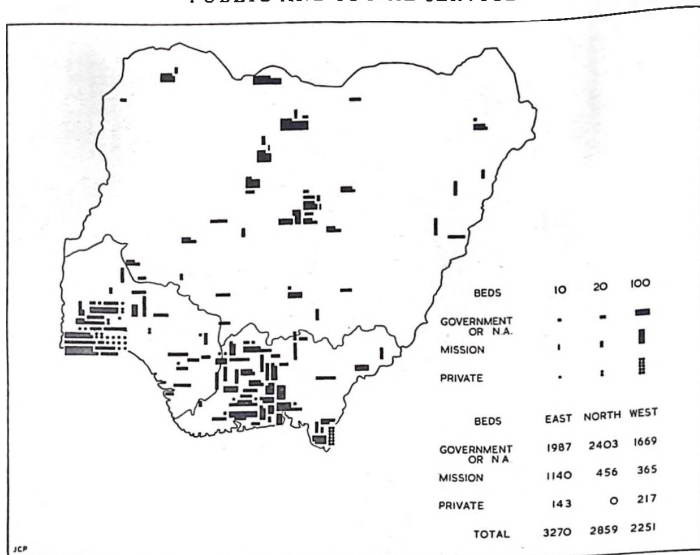 BEDS 10 20 100
GOVERNMENT
OR N.A.
MISSION
PRIVATE
BEDS EAST NORTH WEST
GOVERNMENT 1987 2403 1669
OR N.A.
MISSION 1140 456 365
PRIVATE 143 0 217
TOTAL 3270 2859 2251
JCP